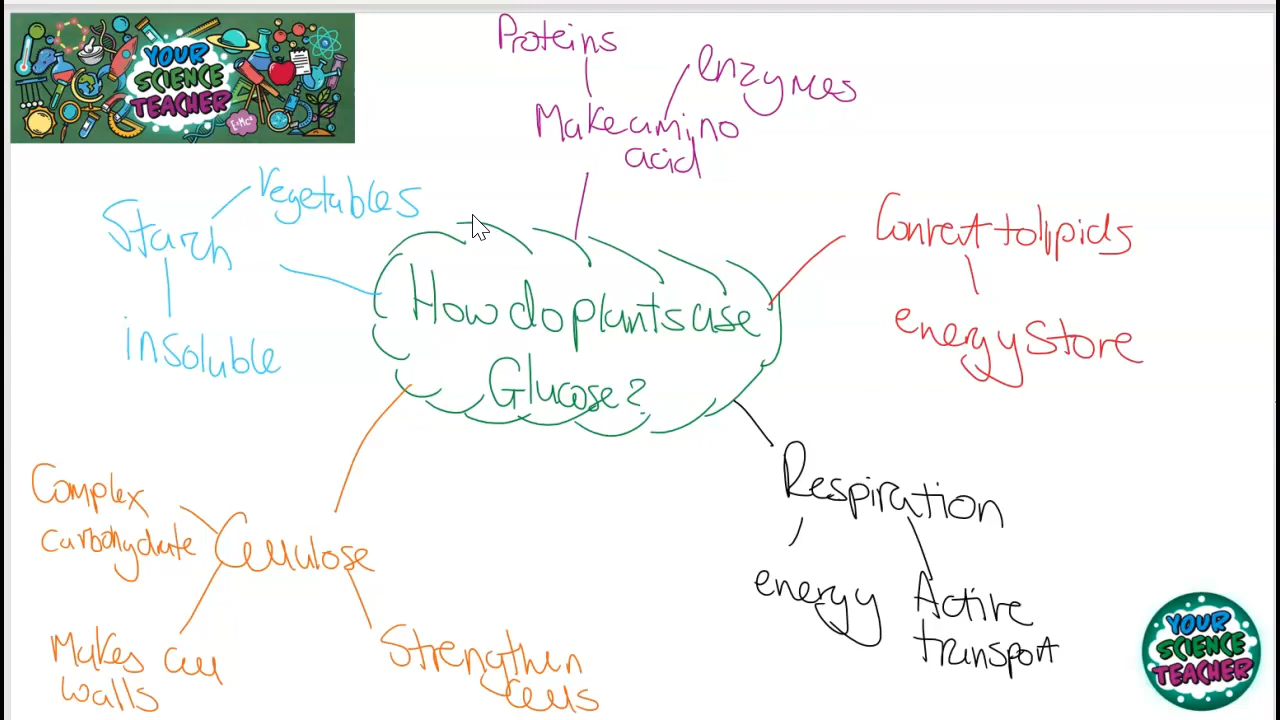 YOUR
SCIENCE
TEACHER
E=MC²
Proteins
enzymes
Make amino
acid
Vegetables
Starch
insoluble
Convert to lipids
energy Store
How do plants use
Glucose?
Respiration
energy
Active
transport
Complex
carbohydrate
Cellulose
Makes cell
walls
Strengthen
cells
YOUR
SCIENCE
TEACHER